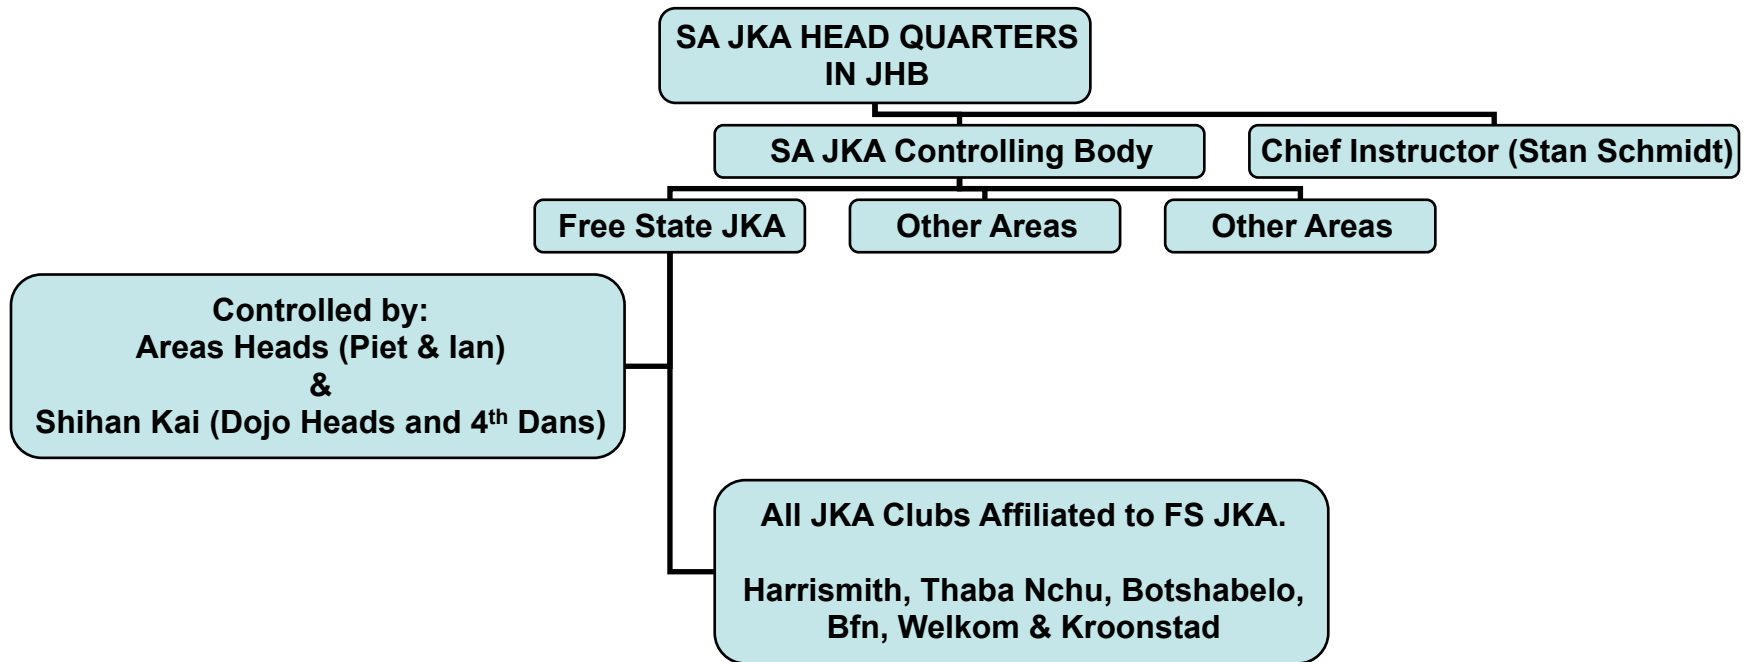 SA JKA HEAD QUARTERS
IN JHB
SA JKA Controlling Body
Chief Instructor (Stan Schmidt)
Free State JKA
Other Areas
Other Areas
Controlled by:
Areas Heads (Piet & Ian)
&
Shihan Kai (Dojo Heads and 4th Dans)
All JKA Clubs Affiliated to FS JKA.
Harrismith, Thaba Nchu, Botshabelo,
Bfn, Welkom & Kroonstad